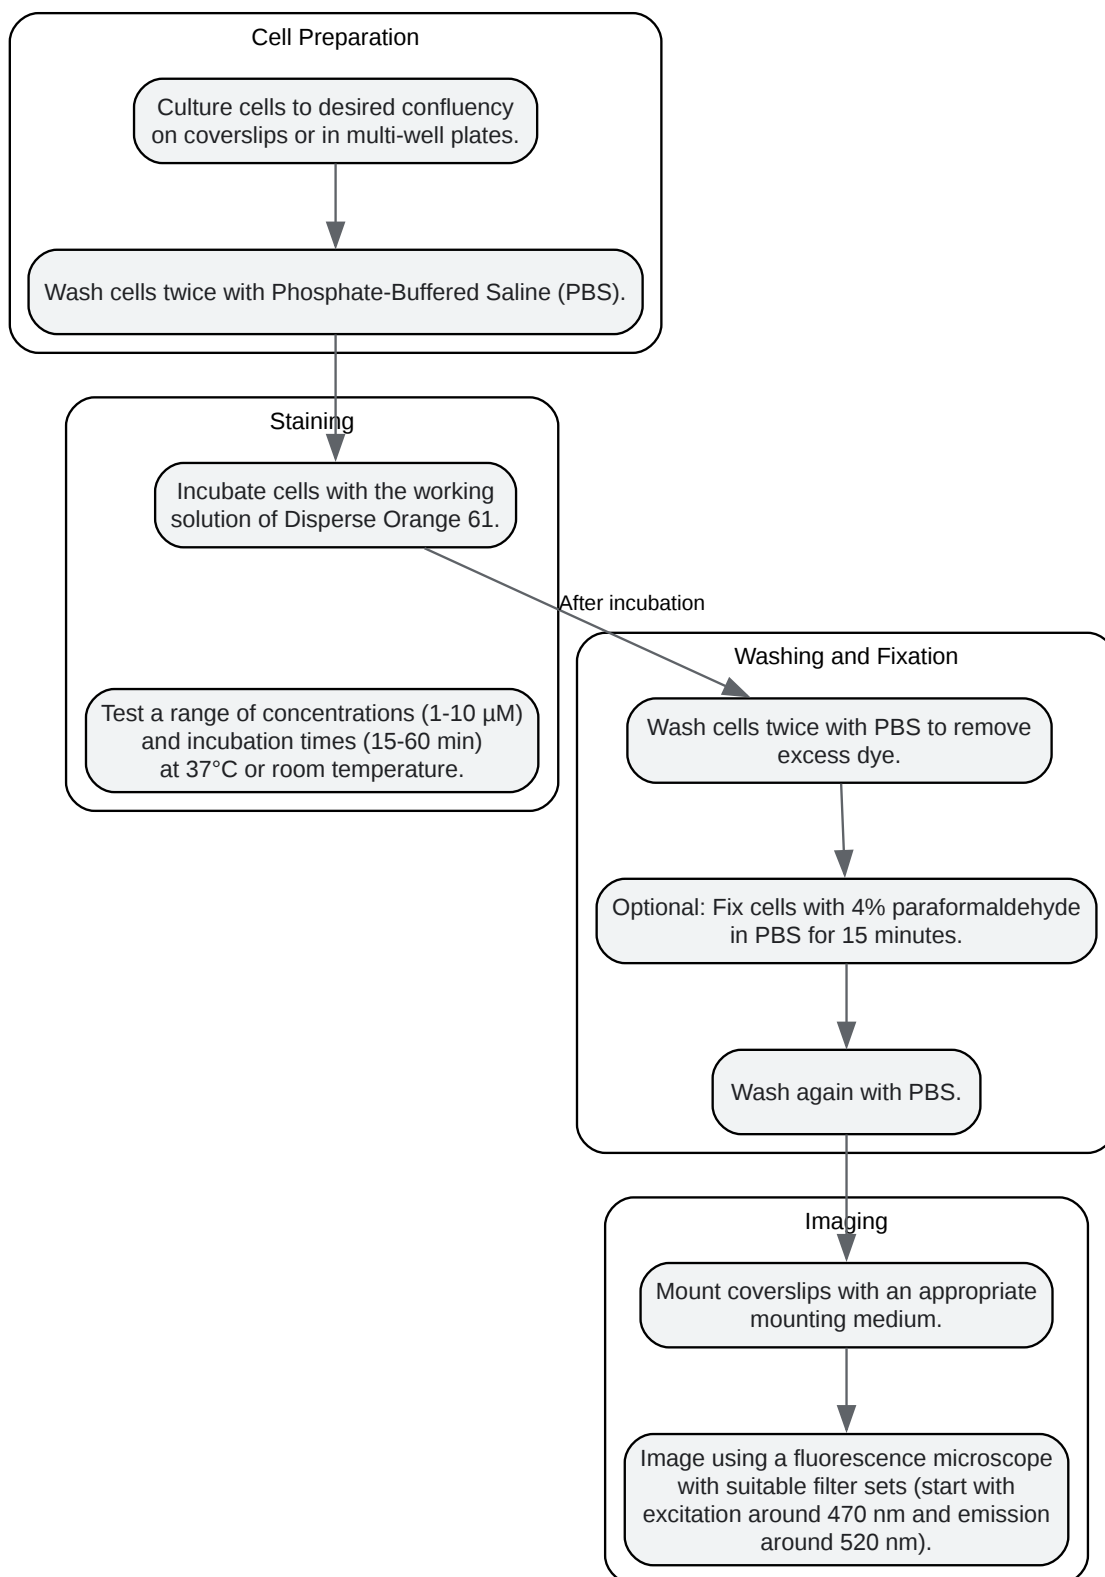 Cell Preparation
Culture cells to desired confluency
on coverslips or in multi-well plates.
Wash cells twice with Phosphate-Buffered Saline (PBS).
Staining
Incubate cells with the working
solution of Disperse Orange 61.
After incubation
Test a range of concentrations (1-10 µM)
and incubation times (15-60 min)
at 37°C or room temperature.
Washing and Fixation
Wash cells twice with PBS to remove
excess dye.
Optional: Fix cells with 4% paraformaldehyde
in PBS for 15 minutes.
Wash again with PBS.
Imaging
Mount coverslips with an appropriate
mounting medium.
Image using a fluorescence microscope
with suitable filter sets (start with
excitation around 470 nm and emission
around 520 nm).